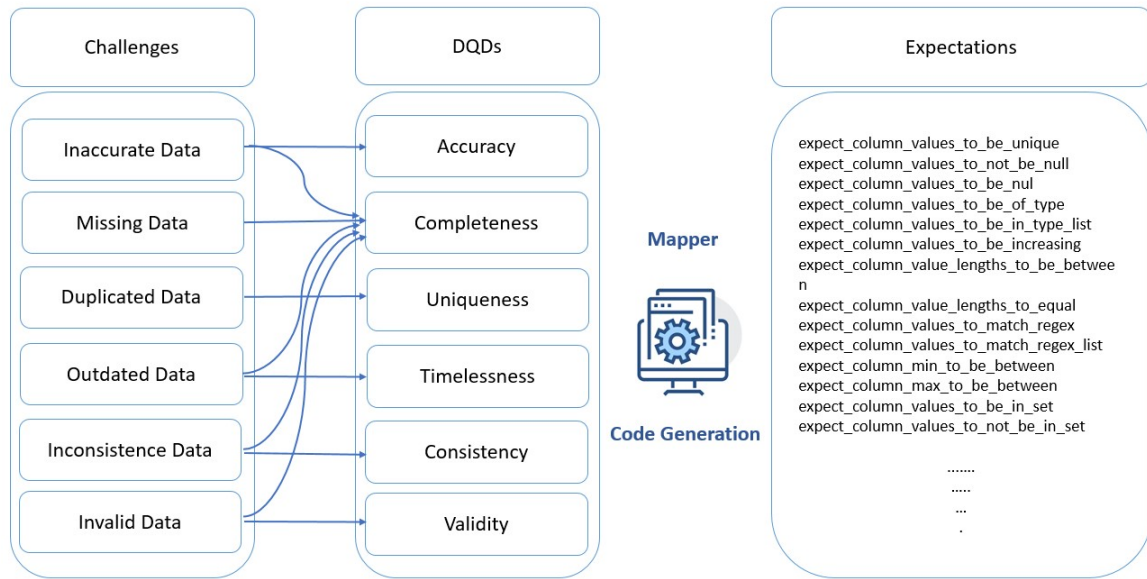 Challenges
DQDs
Expectations
Inaccurate Data
Missing Data
Duplicated Data
Outdated Data
Inconsistence Data
Invalid Data
Accuracy
Completeness
Uniqueness
Timelessness
Consistency
Validity
Mapper
Code Generation
expect_column_values_to_be_unique
expect_column_values_to_not_be_null
expect_column_values_to_be_nul
expect_column_values_to_be_of_type
expect_column_values_to_be_in_type_list
expect_column_values_to_be_increasing
expect_column_value_lengths_to_be_betwee
n
expect_column_value_lengths_to_equal
expect_column_values_to_match_regex
expect_column_values_to_match_regex_list
expect_column_min_to_be_between
expect_column_max_to_be_between
expect_column_values_to_be_in_set
expect_column_values_to_not_be_in_set
.......
.....
...
.